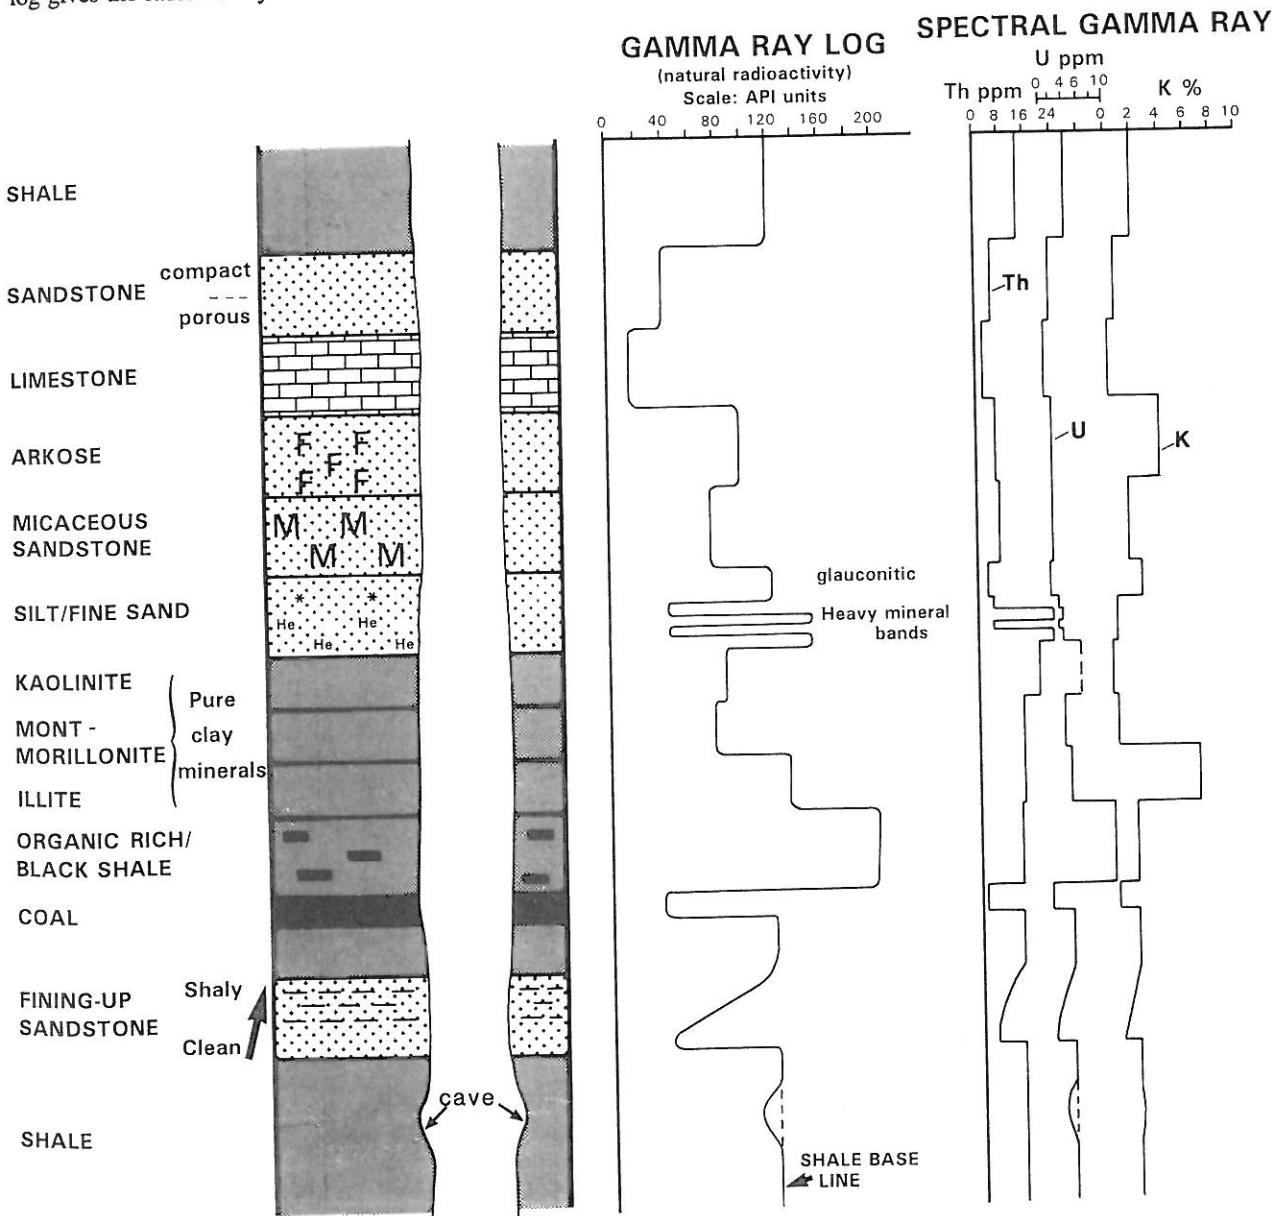 log gives the
SPECTRAL GAMMA RAY
GAMMA RAY LOG
(natural radioactivity)
Scale: API units
0 40 80 120 160 200
U ppm
0 4 6 10
Th ppm
0 8 16 24
K %
0 2 4 6 8 10
SHALE
SANDSTONE
compact
porous
LIMESTONE
ARKOSE
F F
F
F F
MICACEOUS
SANDSTONE
M M
M M
SILT/FINE SAND
* *
He He
He He
KAOLINITE
MONT-
MORILLONITE
ILLITE
Pure
clay
minerals
ORGANIC RICH/
BLACK SHALE
COAL
FINING-UP
SANDSTONE
Shaly
Clean
SHALE
cave
glauconitic
Heavy mineral
bands
SHALE BASE
LINE
Th
U
K